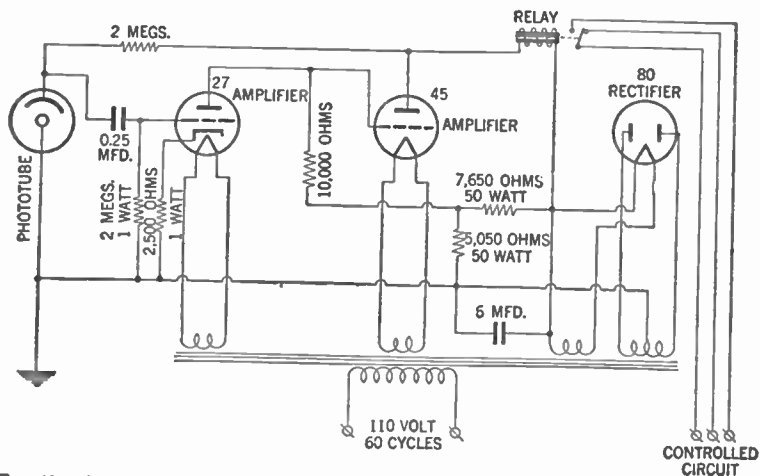 RELAY
2 MEGS.
27
AMPLIFIER
45
AMPLIFIER
80
RECTIFIER
PHOTOTUBE
0.25
MFD.
2 MEGS.
1 WATT
2,500 OHMS
1 WATT
10,000 OHMS
7,650 OHMS
50 WATT
5,050 OHMS
50 WATT
6 MFD.
110 VOLT
60 CYCLES
CONTROLLED
CIRCUIT